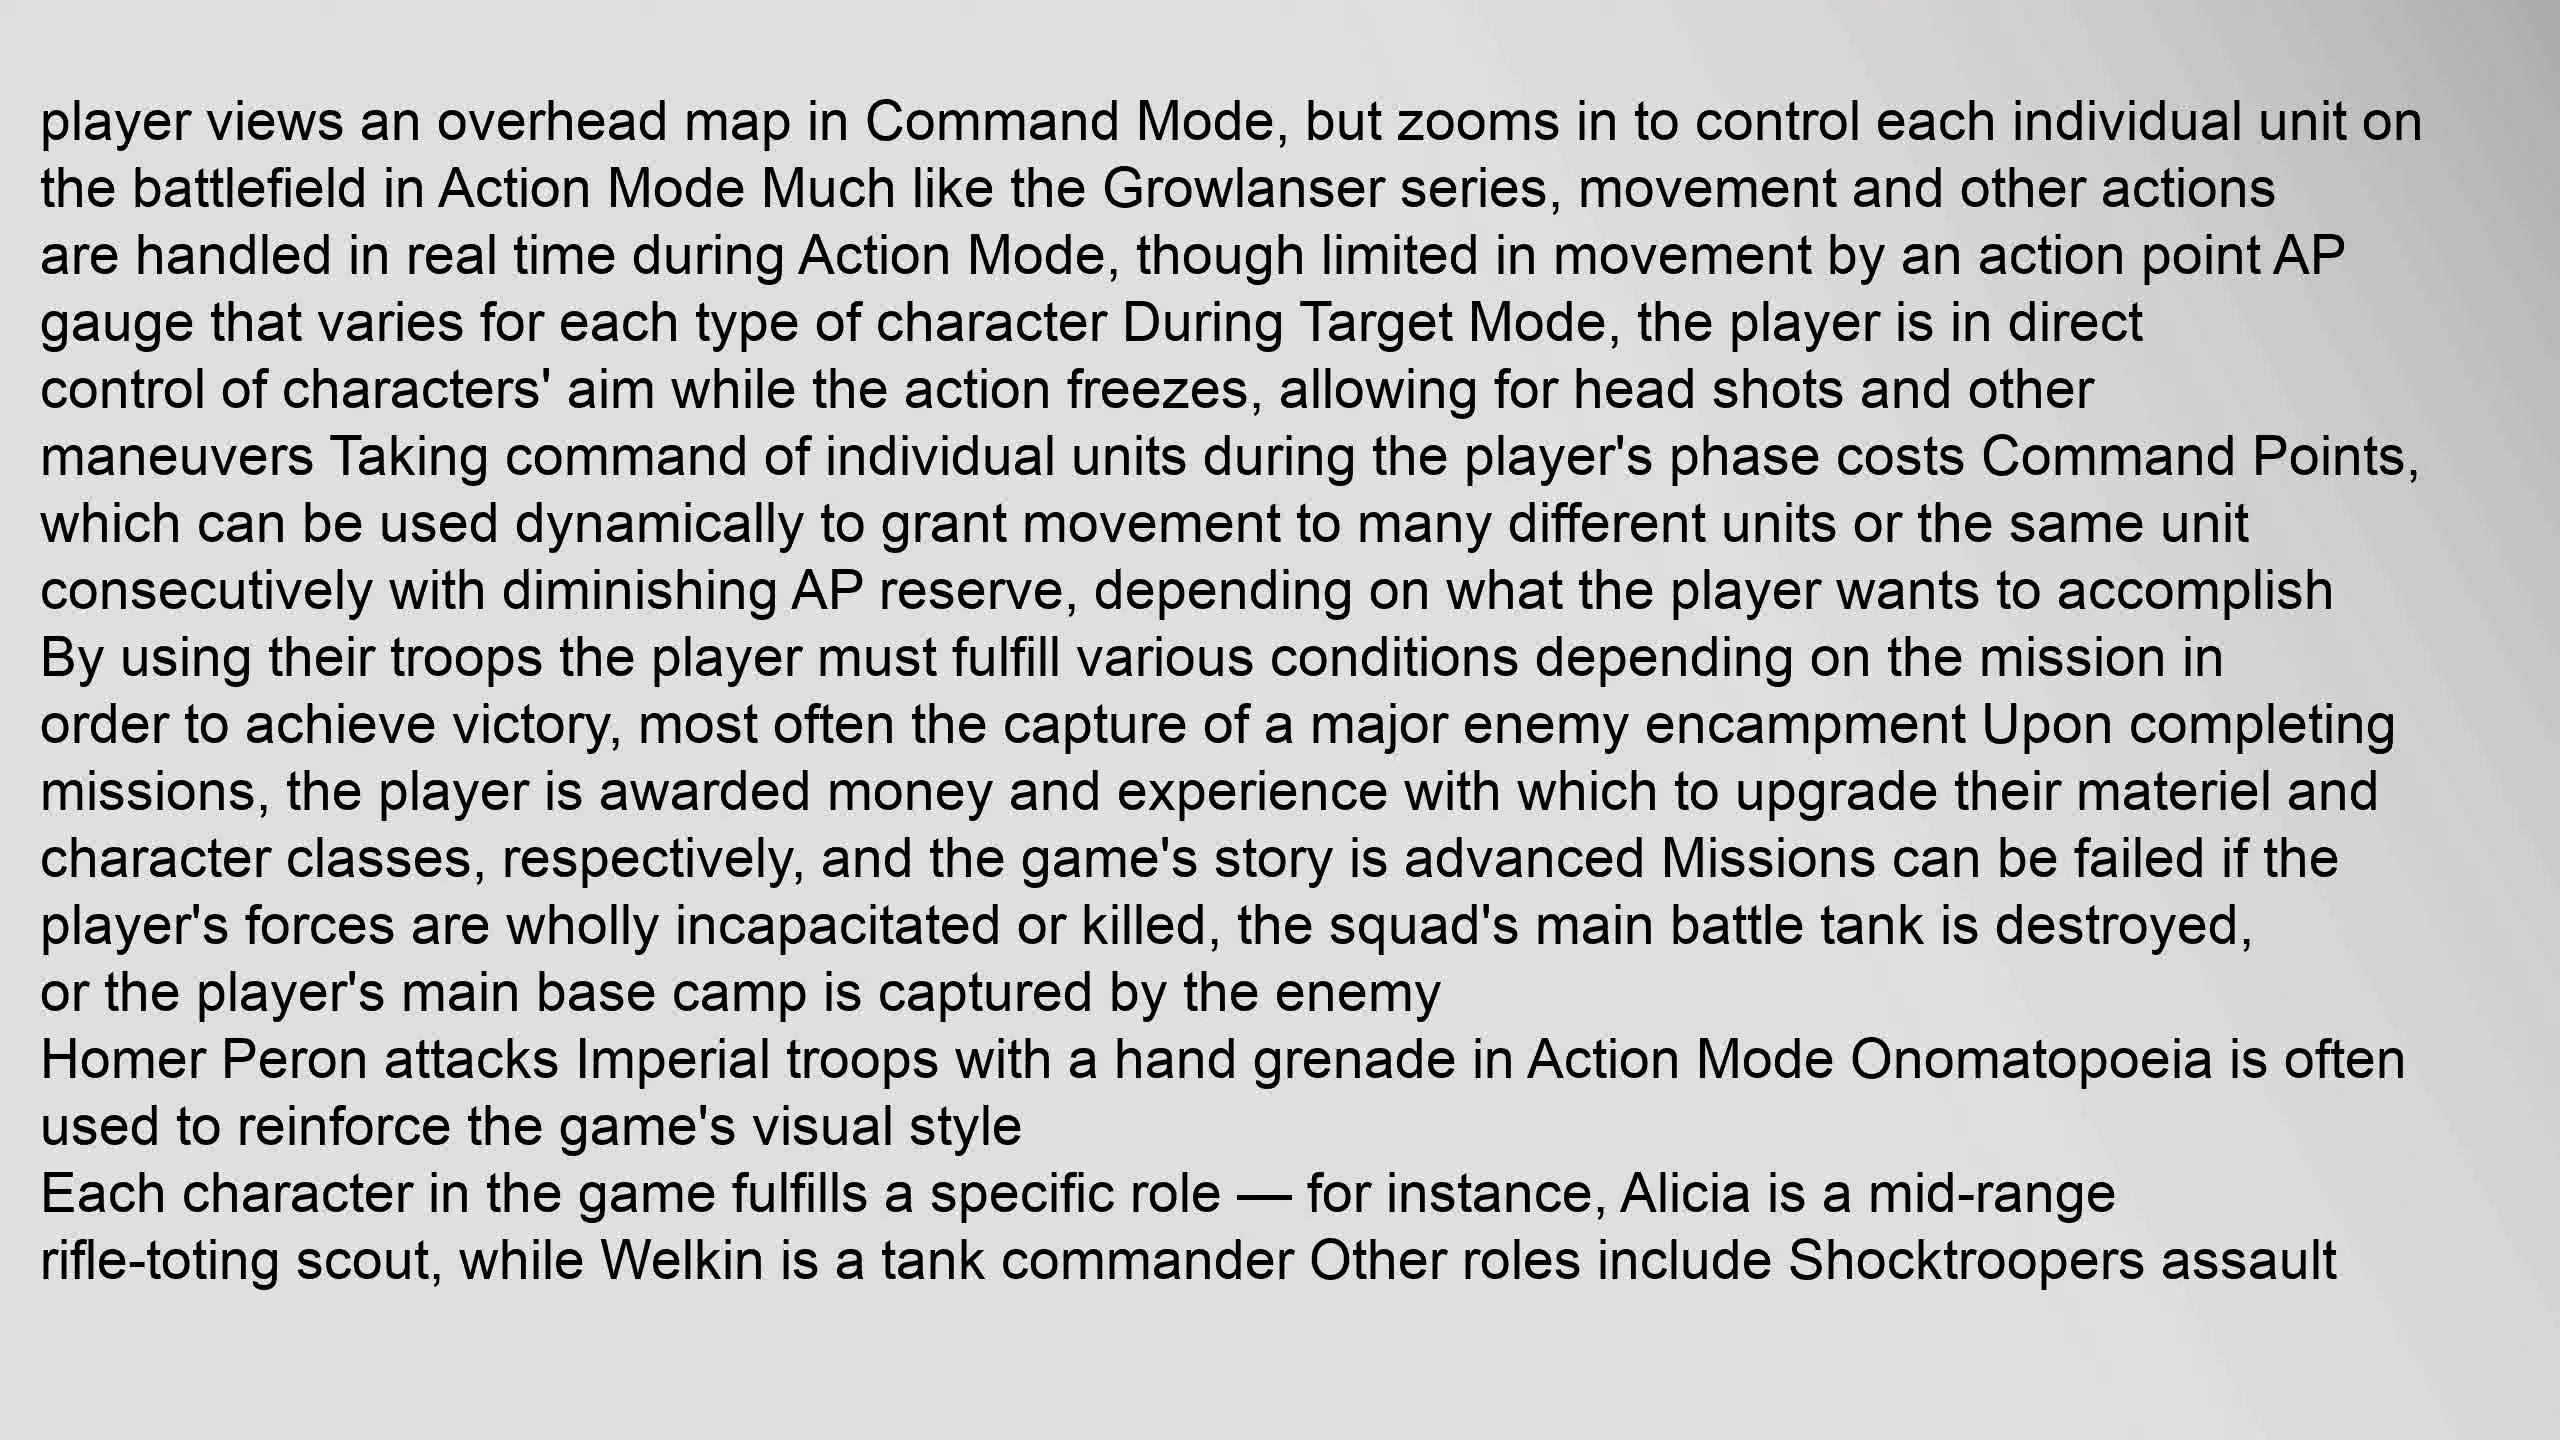 player views an overhead map in Command Mode, but zooms in to control each individual unit on
the battlefield in Action Mode Much like the Growlanser series, movement and other actions
are handled in real time during Action Mode, though limited in movement by an action point AP
gauge that varies for each type of character During Target Mode, the player is in direct
control of characters' aim while the action freezes, allowing for head shots and other
maneuvers Taking command of individual units during the player's phase costs Command Points,
which can be used dynamically to grant movement to many different units or the same unit
consecutively with diminishing AP reserve, depending on what the player wants to accomplish
By using their troops the player must fulfill various conditions depending on the mission in
order to achieve victory, most often the capture of a major enemy encampment Upon completing
missions, the player is awarded money and experience with which to upgrade their materiel and
character classes, respectively, and the game's story is advanced Missions can be failed if the
player's forces are wholly incapacitated or killed, the squad's main battle tank is destroyed,
or the player's main base camp is captured by the enemy
Homer Peron attacks Imperial troops with a hand grenade in Action Mode Onomatopoeia is often
used to reinforce the game's visual style
Each character in the game fulfills a specific role — for instance, Alicia is a mid-range
rifle-toting scout, while Welkin is a tank commander Other roles include Shocktroopers assault